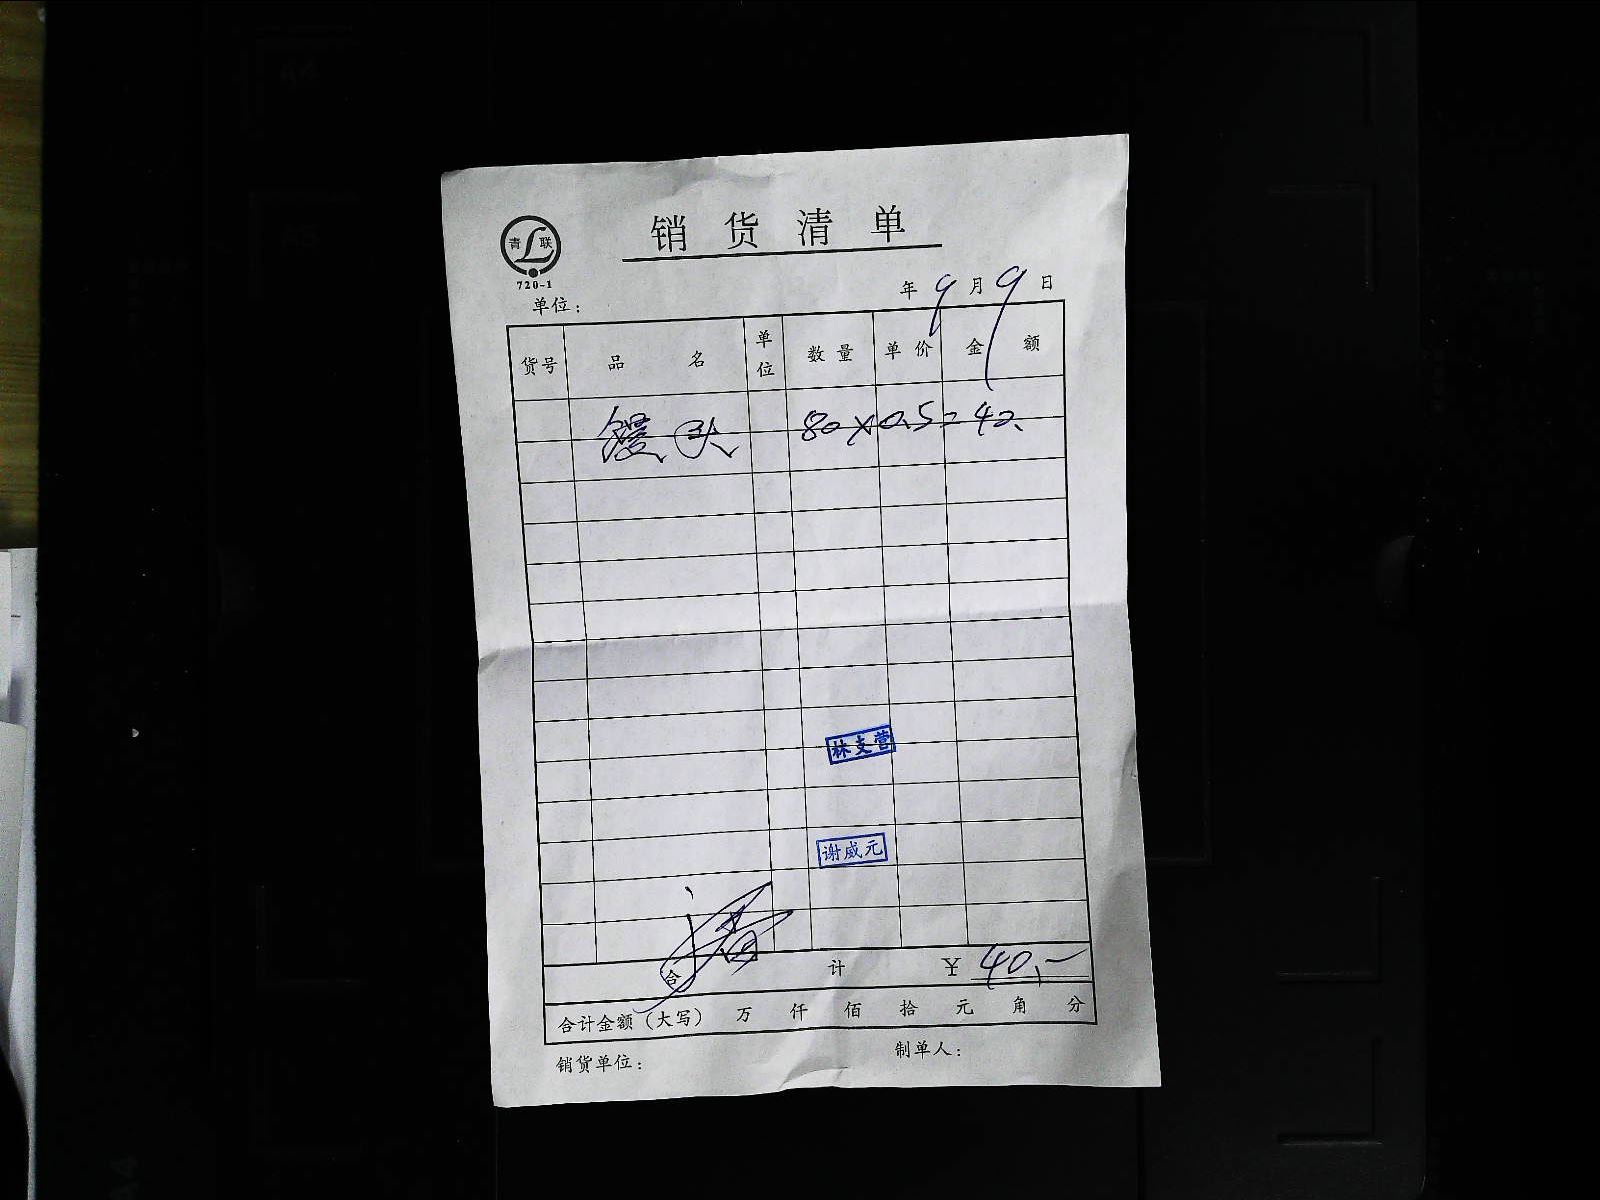 销货清单
青 联
720-1
年 9 月 9 日
单位：
货号 品名 单位 数量 单价 金额
馒头 80×0.5=40.
林支营
谢威元
合计 ￥ 40.-
合计金额（大写） 万 仟 佰 拾 元 角 分
销货单位： 制单人：